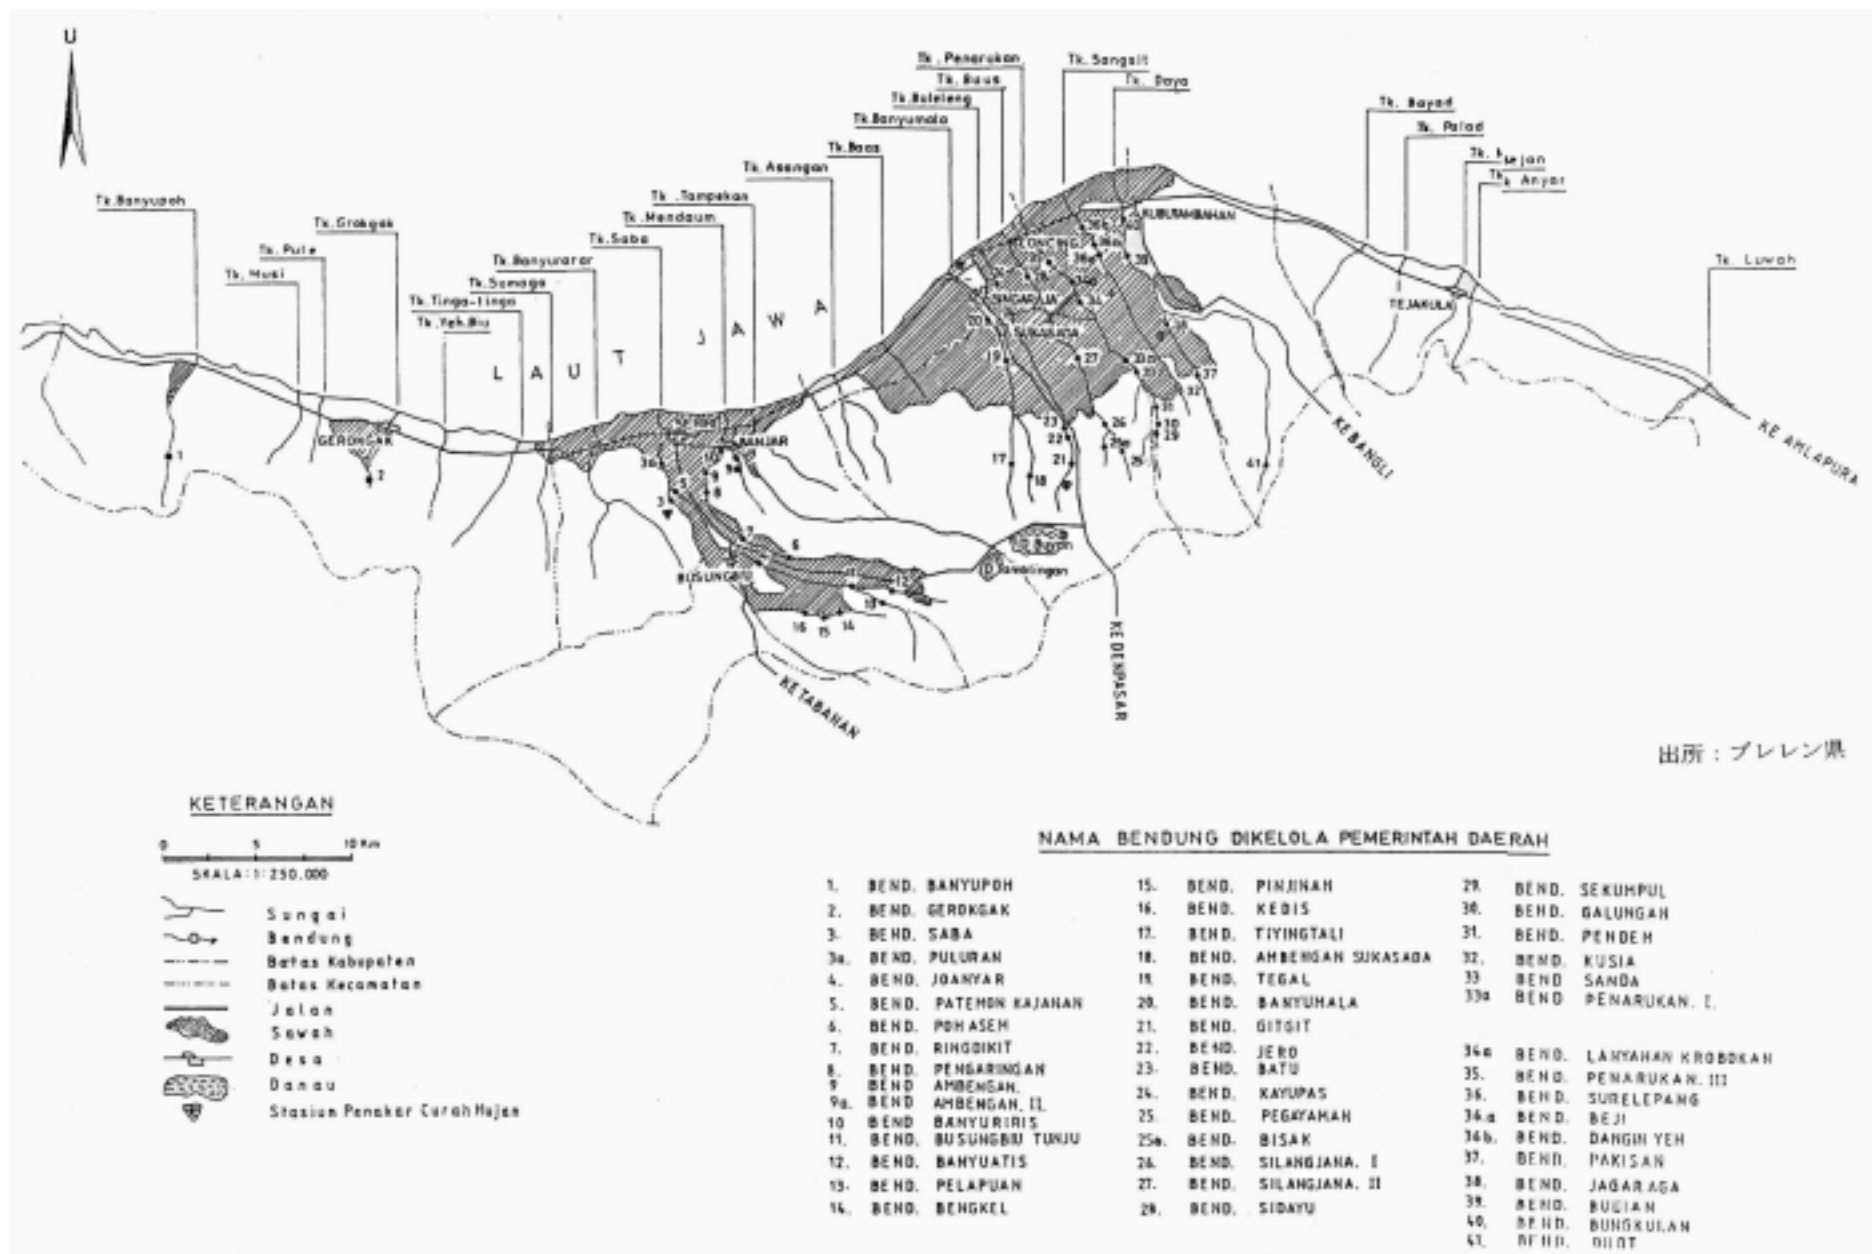 U
Tk. Penarukan
Tk. Sangsit
Tk. Buus
Tk. Daya
Tk. Buleleng
Tk. Banyumala
Tk. Bayad
Tk. Palad
Tk. Baas
Tk. Asangan
Tk. Anyar
Tk. Tampekan
Tk. Banyupoh
Tk. Mendaum
Tk. Grokgak
Tk. Saba
Tk. Pule
Tk. Banyuraras
Tk. Luwah
Tk. Musi
Tk. Sumaga
Tk. Tinga-tinga
Tk. Yeh. Biu
LAUT JAWA
KUBUTAMBAHAN
SINGARAJA
SUKASADA
TEJAKULA
GEROKGAK
BANJAR
BUSUNGBIU
D. Buyan
D. Tamblingan
KE AMLAPURA
KE BANGLI
KE DENPASAR
KE TABANAN
出所：ブレレン県
KETERANGAN
0 5 10 Km
SKALA: 1: 250.000
Sungai
Bendung
Batas Kabupaten
Batas Kecamatan
Jalan
Sawah
Desa
Danau
Stasiun Penakar Curah Hujan
NAMA BENDUNG DIKELOLA PEMERINTAH DAERAH
1. BEND. BANYUPOH
2. BEND. GEROKGAK
3. BEND. SABA
3a. BEND. PULURAN
4. BEND. JOANYAR
5. BEND. PATEMON KAJANAN
6. BEND. POHASEM
7. BEND. RINGDIKIT
8. BEND. PENGARINGAN
9 BEND AMBENGAN.
9a. BEND AMBENGAN. II.
10 BEND BANYURIRIS
11. BEND. BUSUNGBIU TUNJU
12. BEND. BANYUATIS
13. BEND. PELAPUAN
14. BEND. BENGKEL
15. BEND. PINJINAN
16. BEND. KEDIS
17. BEND. TIYINGTALI
18. BEND. AMBENGAN SUKASADA
19. BEND. TEGAL
20. BEND. BANYUMALA
21. BEND. GITGIT
22. BEND. JERO
23. BEND. BATU
24. BEND. KAYUPAS
25. BEND. PEGAYAMAN
25a. BEND. BISAK
26. BEND. SILANGJANA. I
27. BEND. SILANGJANA. II
28. BEND. SIDAYU
29. BEND. SEKUMPUL
30. BEND. GALUNGAN
31. BEND. PENDEM
32. BEND. KUSIA
33 BEND SANDA
33a BEND PENARUKAN. I.
34a BEND. LANYAHAN KROBOKAN
35. BEND. PENARUKAN. III
36. BEND. SURELEPANG
36.a BEND. BEJI
36b. BEND. DANGIN YEH
37. BEND. PAKISAN
38. BEND. JAGARAGA
39. BEND. BUGIAN
40. BEND. BUNGKULAN
41. BEND.